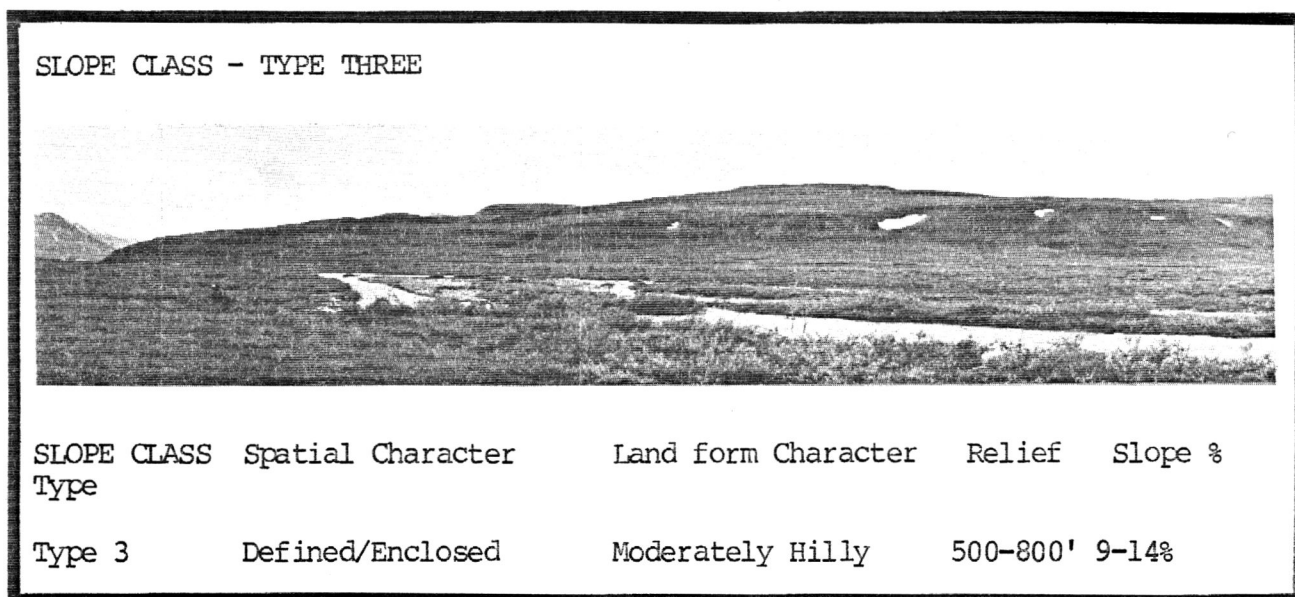 SLOPE CLASS - TYPE THREE
SLOPE CLASS Spatial Character Land form Character Relief Slope %
Type
Type 3 Defined/Enclosed Moderately Hilly 500-800' 9-14%